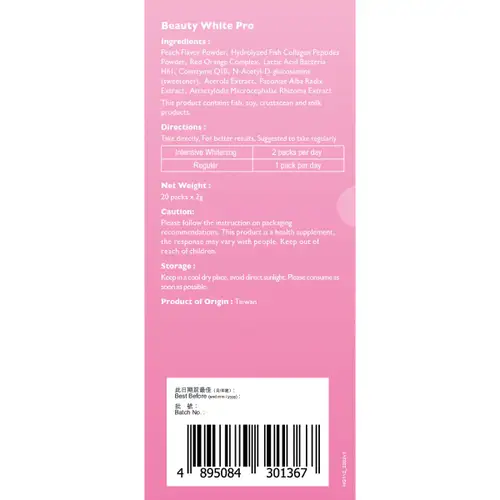 Beauty White Pro
Ingredients :
Peach Flavor Powder, Hydrolyzed Fish Collagen Peptides
Powder, Red Orange Complex, Lactic Acid Bacteria
HH1, Coenzyme Q10, N-Acetyl-D-glucosamine
(sweetener), Acerola Extract, Paeoniae Alba Radix
Extract, Atractylodis Macrocephalae Rhizoma Extract
This product contains fish, soy, crustacean and milk
products.
Directions :
Take directly, For better results, Suggested to take regularly
Intensive Whitening 2 packs per day
Regular 1 pack per day
Net Weight :
20 packs x 2g
Caution:
Please follow the instruction on packaging
recommendations. This product is a health supplement,
the response may vary with people. Keep out of
reach of children.
Storage :
Keep in a cool dry place, avoid direct sunlight. Please consume as
soon as possible.
Product of Origin : Taiwan
此日期前最佳
Best Before
批 號 :
Batch No. :
4 895084 301367